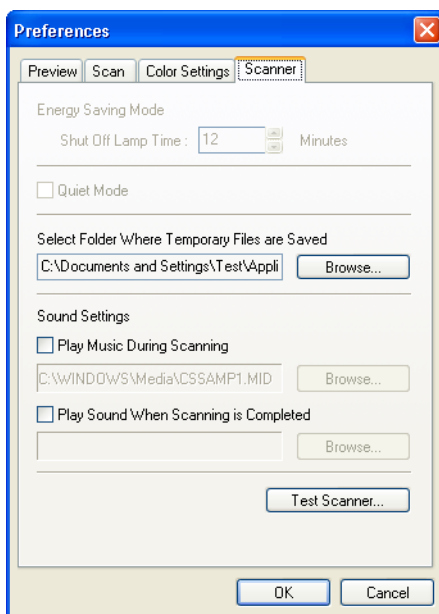 Preferences
Preview Scan Color Settings Scanner
Energy Saving Mode
Shut Off Lamp Time : 12 Minutes
Quiet Mode
Select Folder Where Temporary Files are Saved
C:\Documents and Settings\Test\Appli Browse...
Sound Settings
Play Music During Scanning
C:\WINDOWS\Media\CSSAMP1.MID Browse...
Play Sound When Scanning is Completed
Browse...
Test Scanner...
OK Cancel